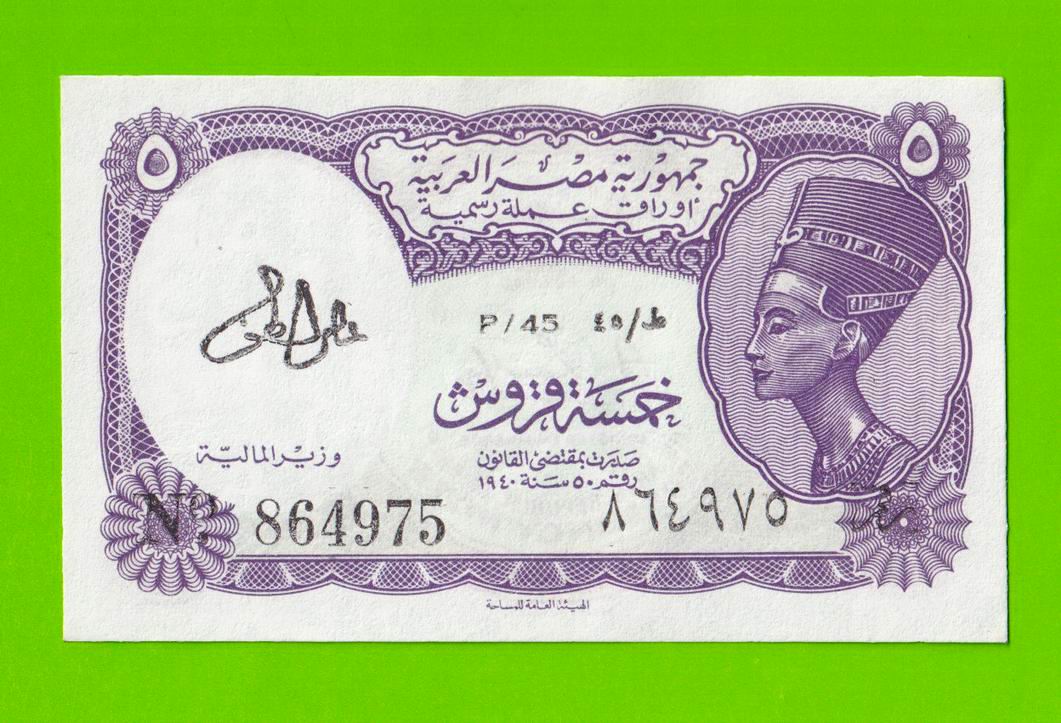 ٥ ٥
جمهورية مصر العربية
أوراق عملة رسمية
P/45 ط/٤٥
خمسة قروش
وزير المالية
صدرت بمقتضى القانون
رقم ٥٠ سنة ١٩٤٠
Nº 864975 ٨٦٤٩٧٥
الهيئة العامة للمساحة